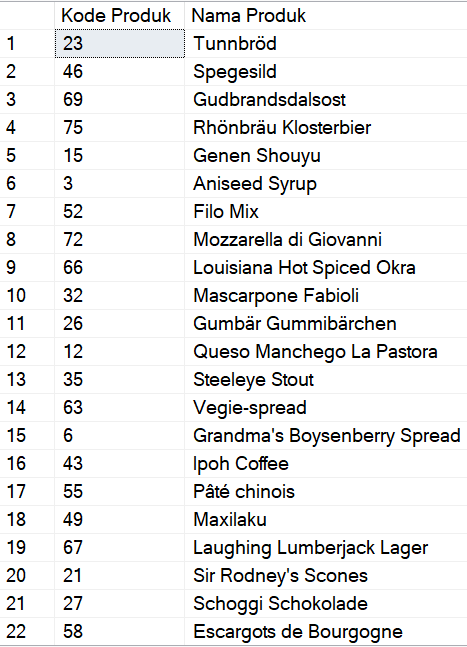 Kode Produk Nama Produk
1 23 Tunnbröd
2 46 Spegesild
3 69 Gudbrandsdalsost
4 75 Rhönbräu Klosterbier
5 15 Genen Shouyu
6 3 Aniseed Syrup
7 52 Filo Mix
8 72 Mozzarella di Giovanni
9 66 Louisiana Hot Spiced Okra
10 32 Mascarpone Fabioli
11 26 Gumbär Gummibärchen
12 12 Queso Manchego La Pastora
13 35 Steeleye Stout
14 63 Vegie-spread
15 6 Grandma's Boysenberry Spread
16 43 Ipoh Coffee
17 55 Pâté chinois
18 49 Maxilaku
19 67 Laughing Lumberjack Lager
20 21 Sir Rodney's Scones
21 27 Schoggi Schokolade
22 58 Escargots de Bourgogne